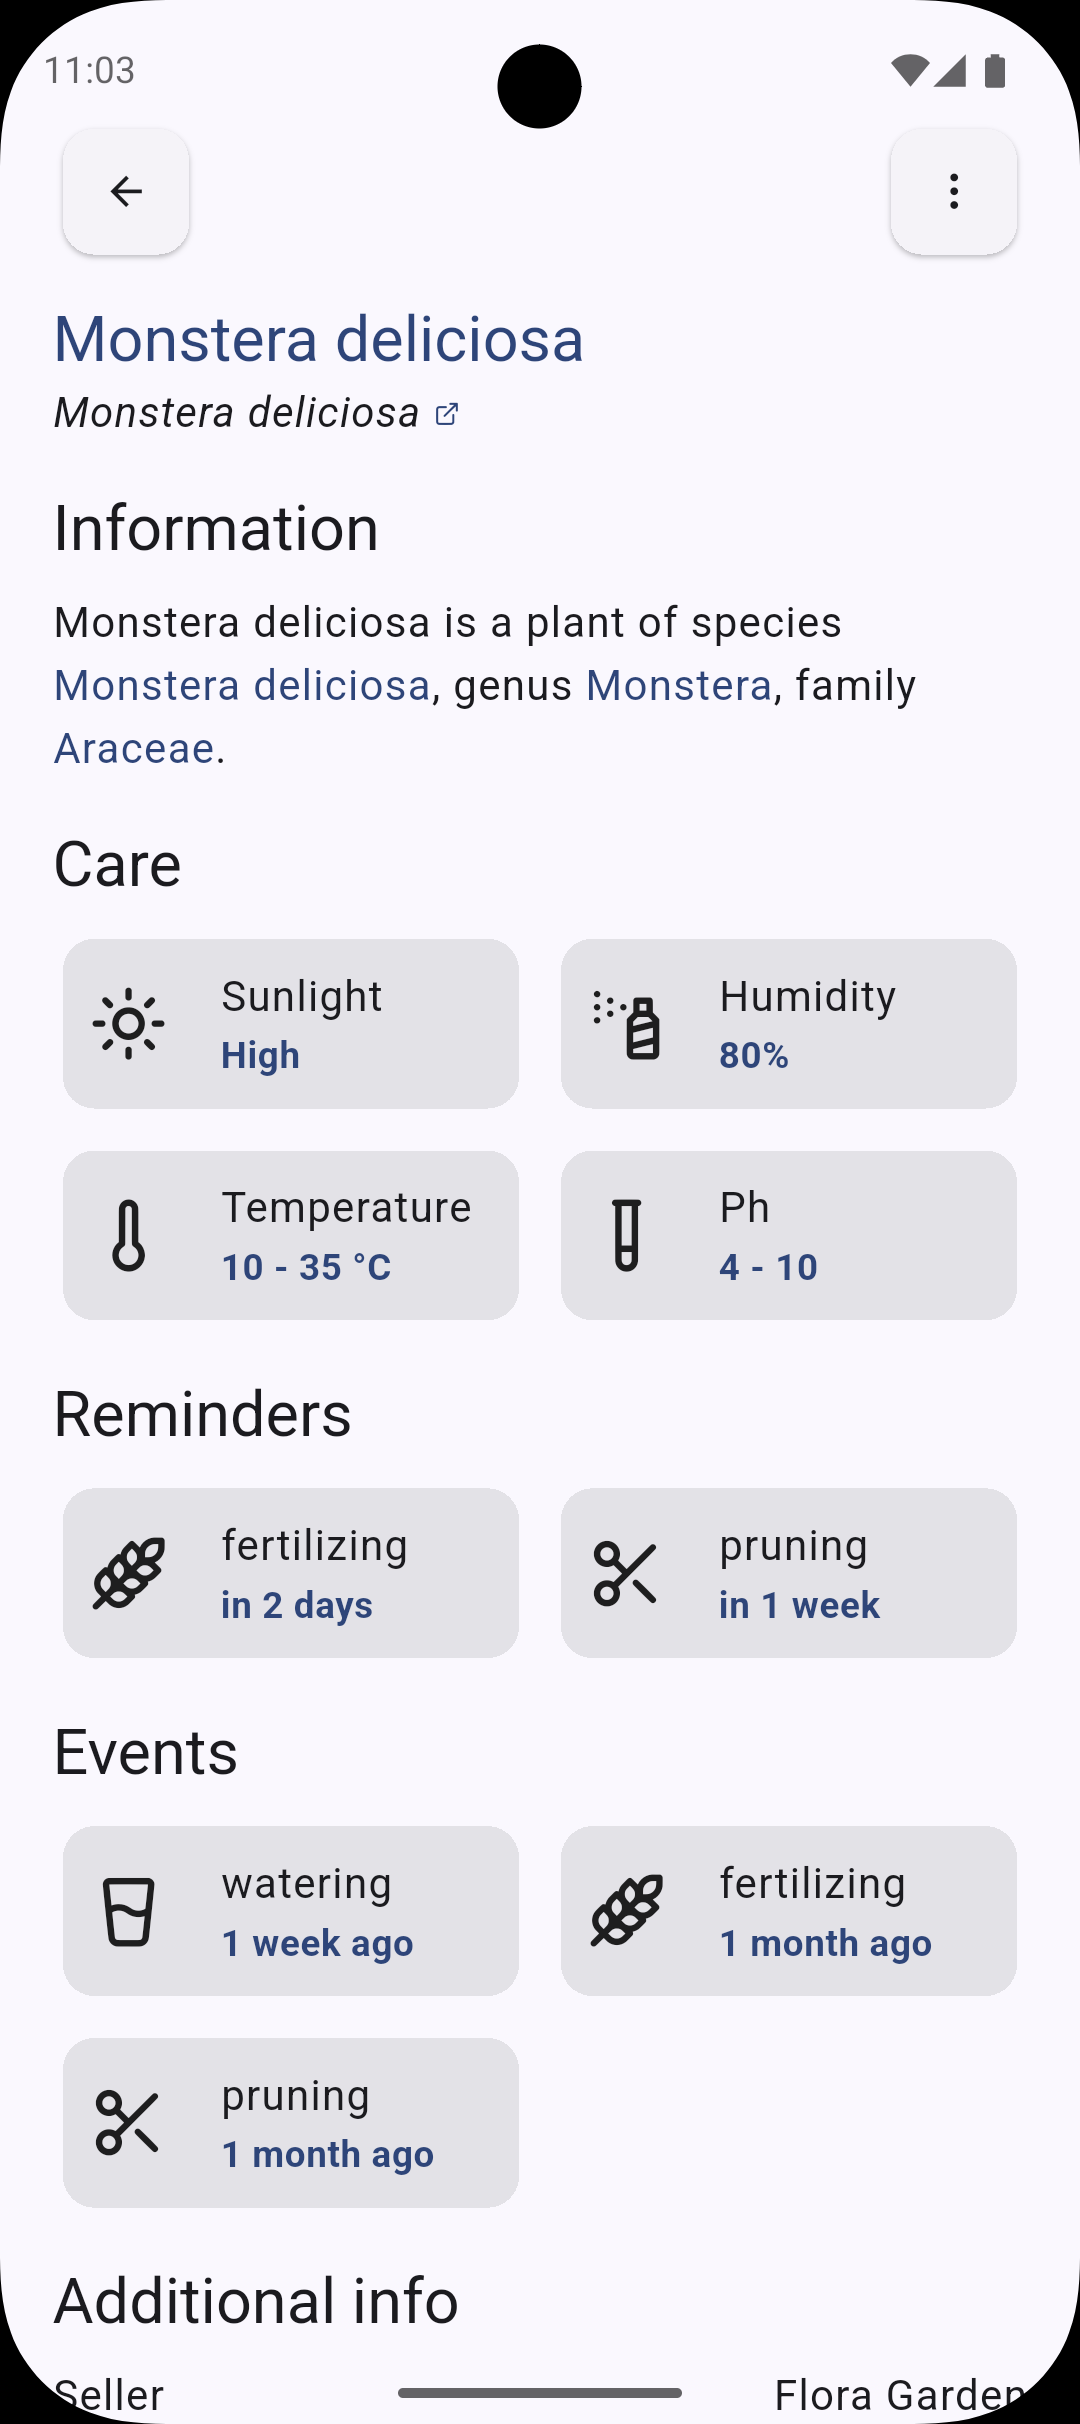 11:03
Monstera deliciosa
Monstera deliciosa
Information
Monstera deliciosa is a plant of species
Monstera deliciosa, genus Monstera, family
Araceae.
Care
Sunlight
High
Humidity
80%
Temperature
10 - 35 °C
Ph
4 - 10
Reminders
fertilizing
in 2 days
pruning
in 1 week
Events
watering
1 week ago
fertilizing
1 month ago
pruning
1 month ago
Additional info
Seller
Flora Garden